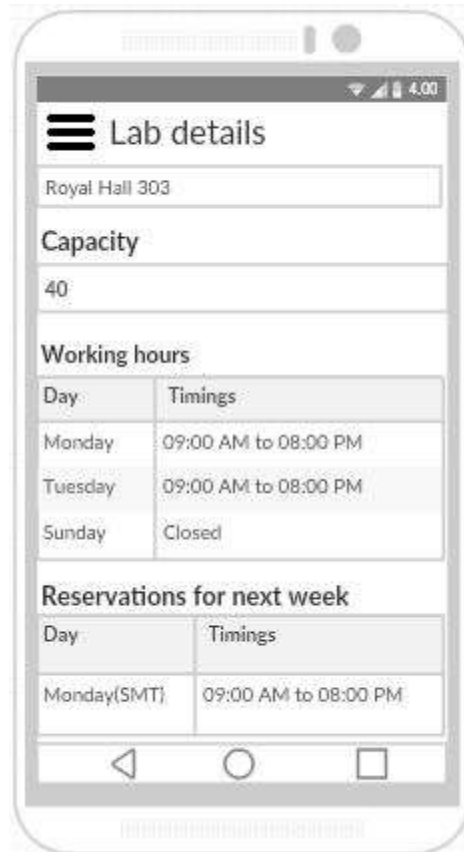 4.00
Lab details
Royal Hall 303
Capacity
40
Working hours
Day Timings
Monday 09:00 AM to 08:00 PM
Tuesday 09:00 AM to 08:00 PM
Sunday Closed
Reservations for next week
Day Timings
Monday(SMT) 09:00 AM to 08:00 PM